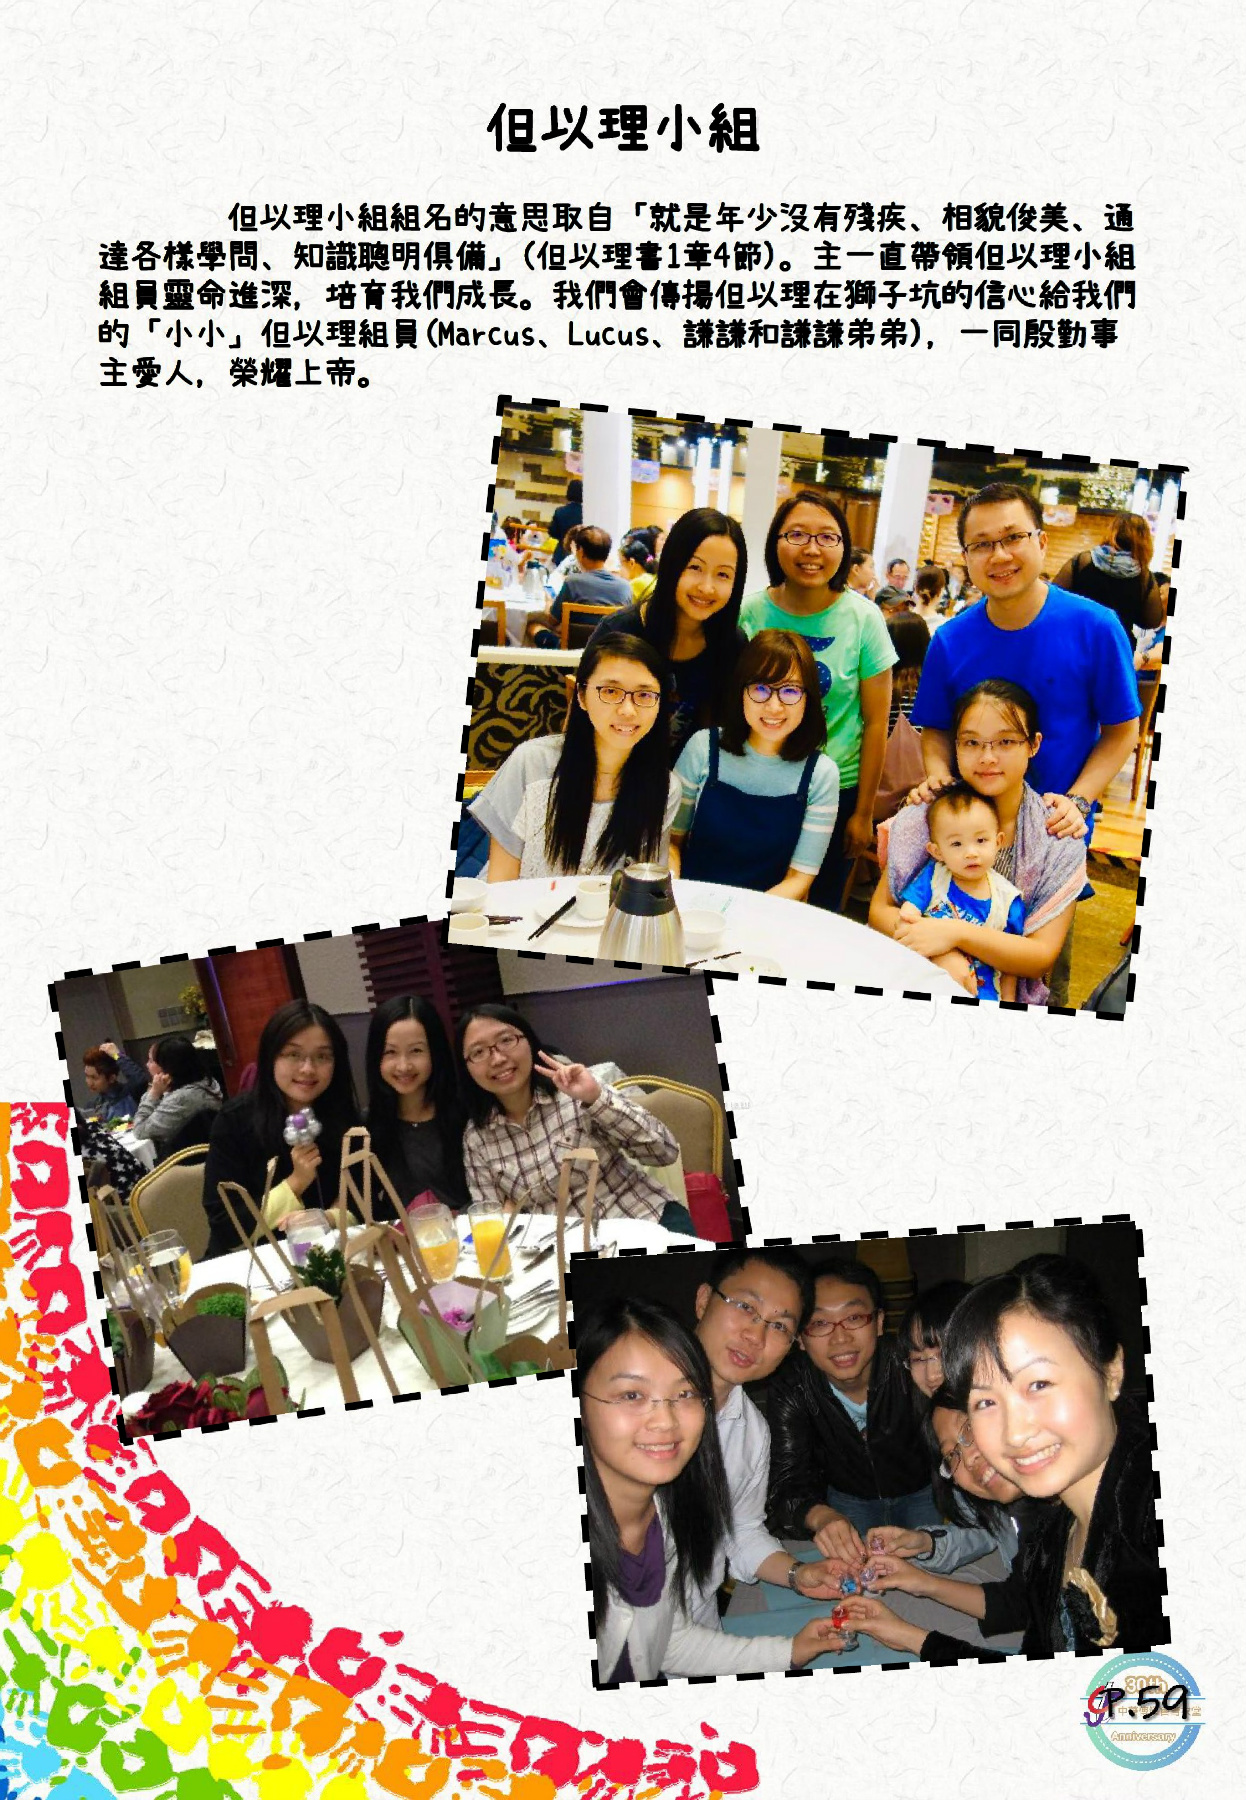 但以理小組
但以理小組組名的意思取自「就是年少沒有殘疾、相貌俊美、通
達各樣學問、知識聰明俱備」(但以理書1章4節)。主一直帶領但以理小組
組員靈命進深，培育我們成長。我們會傳揚但以理在獅子坑的信心給我們
的「小小」但以理組員(Marcus、Lucus、謙謙和謙謙弟弟)，一同殷勤事
主愛人，榮耀上帝。
30th
P.59
Anniversary